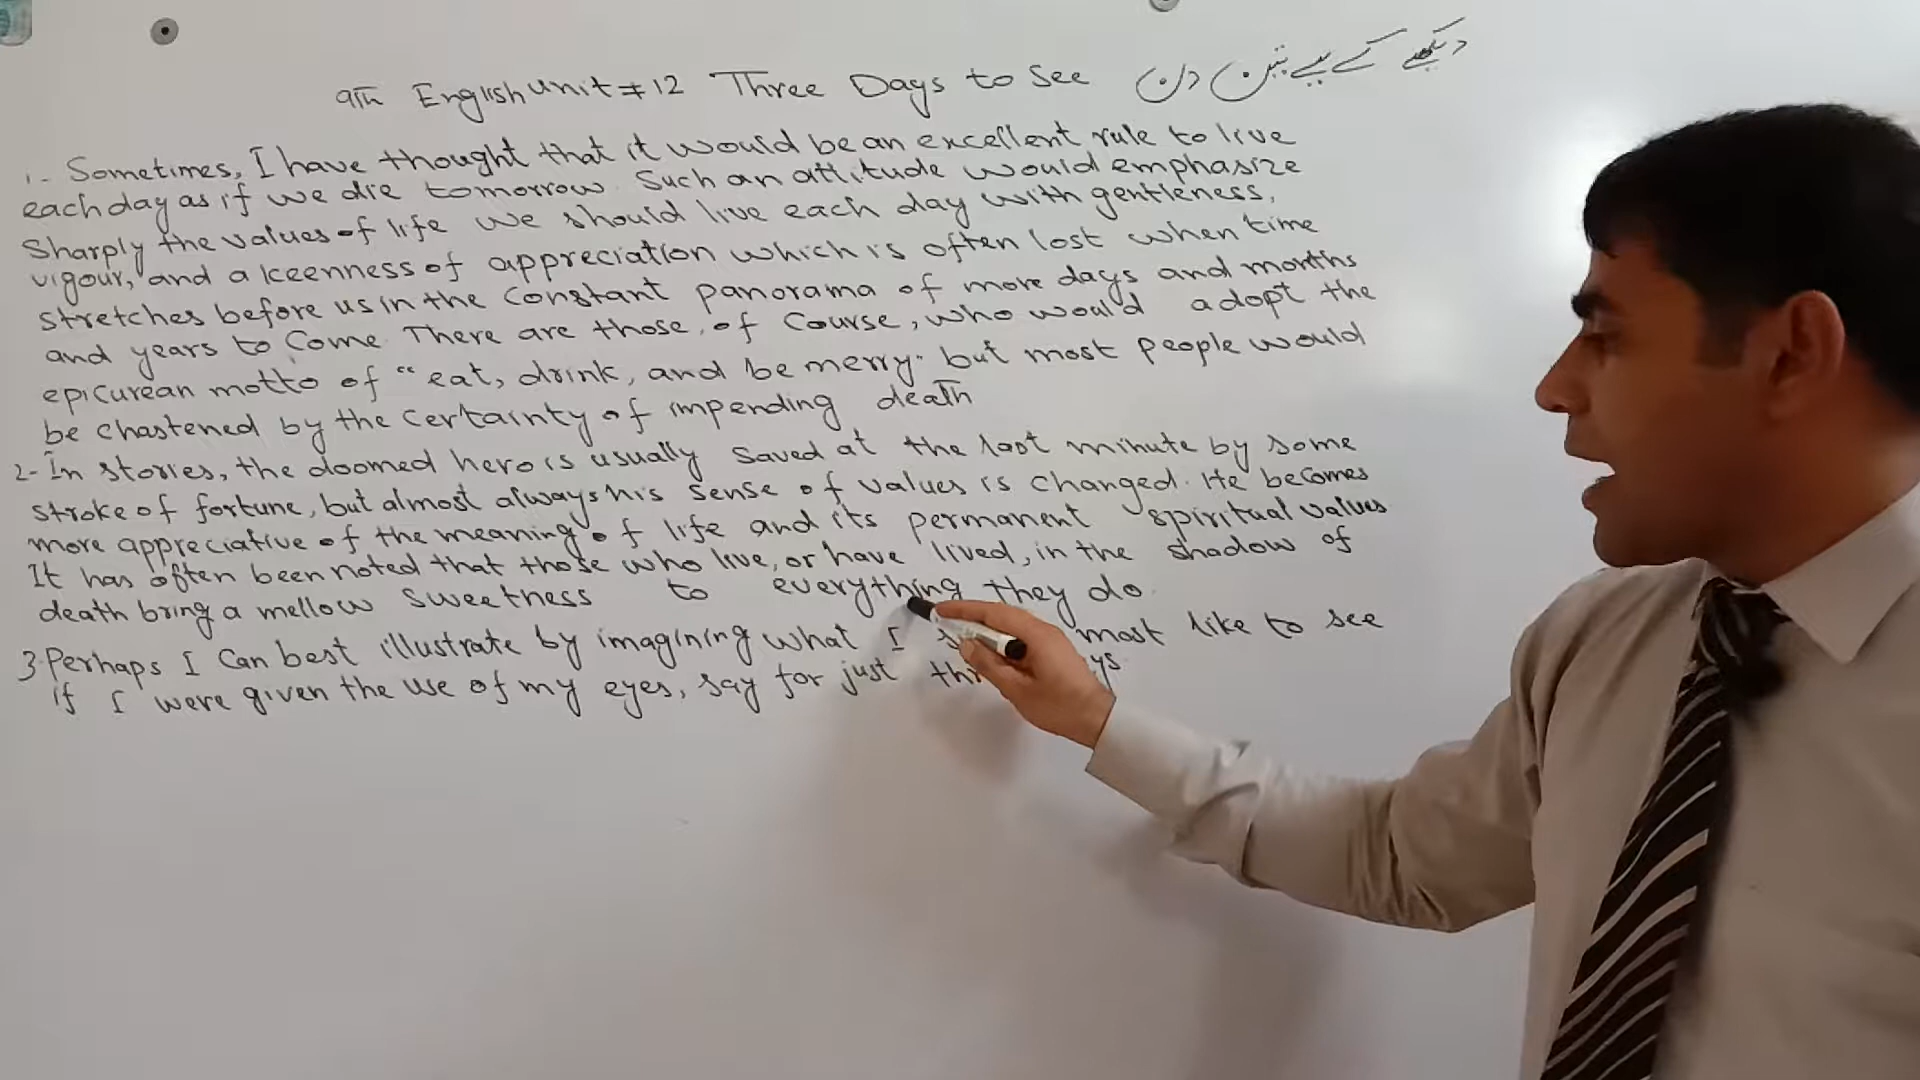 9Th English Unit # 12 Three Days to See دیکھنے کے لیے تین دن
1- Sometimes, I have thought that it would be an excellent rule to live
each day as if we die tomorrow. Such an attitude would emphasize
Sharply the values of life We should live each day with gentleness,
vigour, and a keenness of appreciation which is often lost when time
stretches before us in the Constant panorama of more days and months
and years to Come. There are those, of Course, who would adopt the
epicurean motto of "eat, drink, and be merry." but most people would
be chastened by the certainty of impending death
2- In stories, the doomed hero is usually saved at the last minute by some
stroke of fortune, but almost always his sense of values is changed. He becomes
more appreciative of the meaning of life and its permanent spiritual values
It has often been noted that those who live, or have lived, in the shadow of
death bring a mellow sweetness to everything they do.
3- Perhaps I Can best illustrate by imagining what I most like to see
if I were given the use of my eyes, say for just